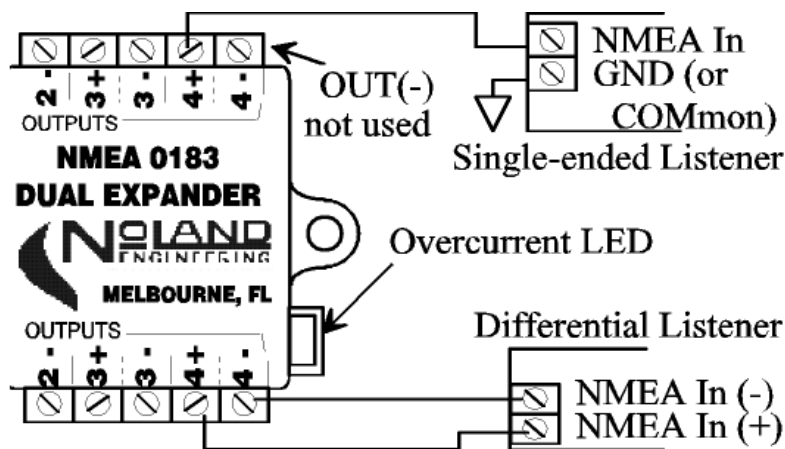 NMEA In
GND (or
COMmon)
Single-ended Listener
OUT(-)
not used
2 - 3+ 3 - 4+ 4 -
OUTPUTS
NMEA 0183
DUAL EXPANDER
NOLAND
ENGINEERING
MELBOURNE, FL
Overcurrent LED
OUTPUTS
2 - 3+ 3 - 4+ 4 -
Differential Listener
NMEA In (-)
NMEA In (+)